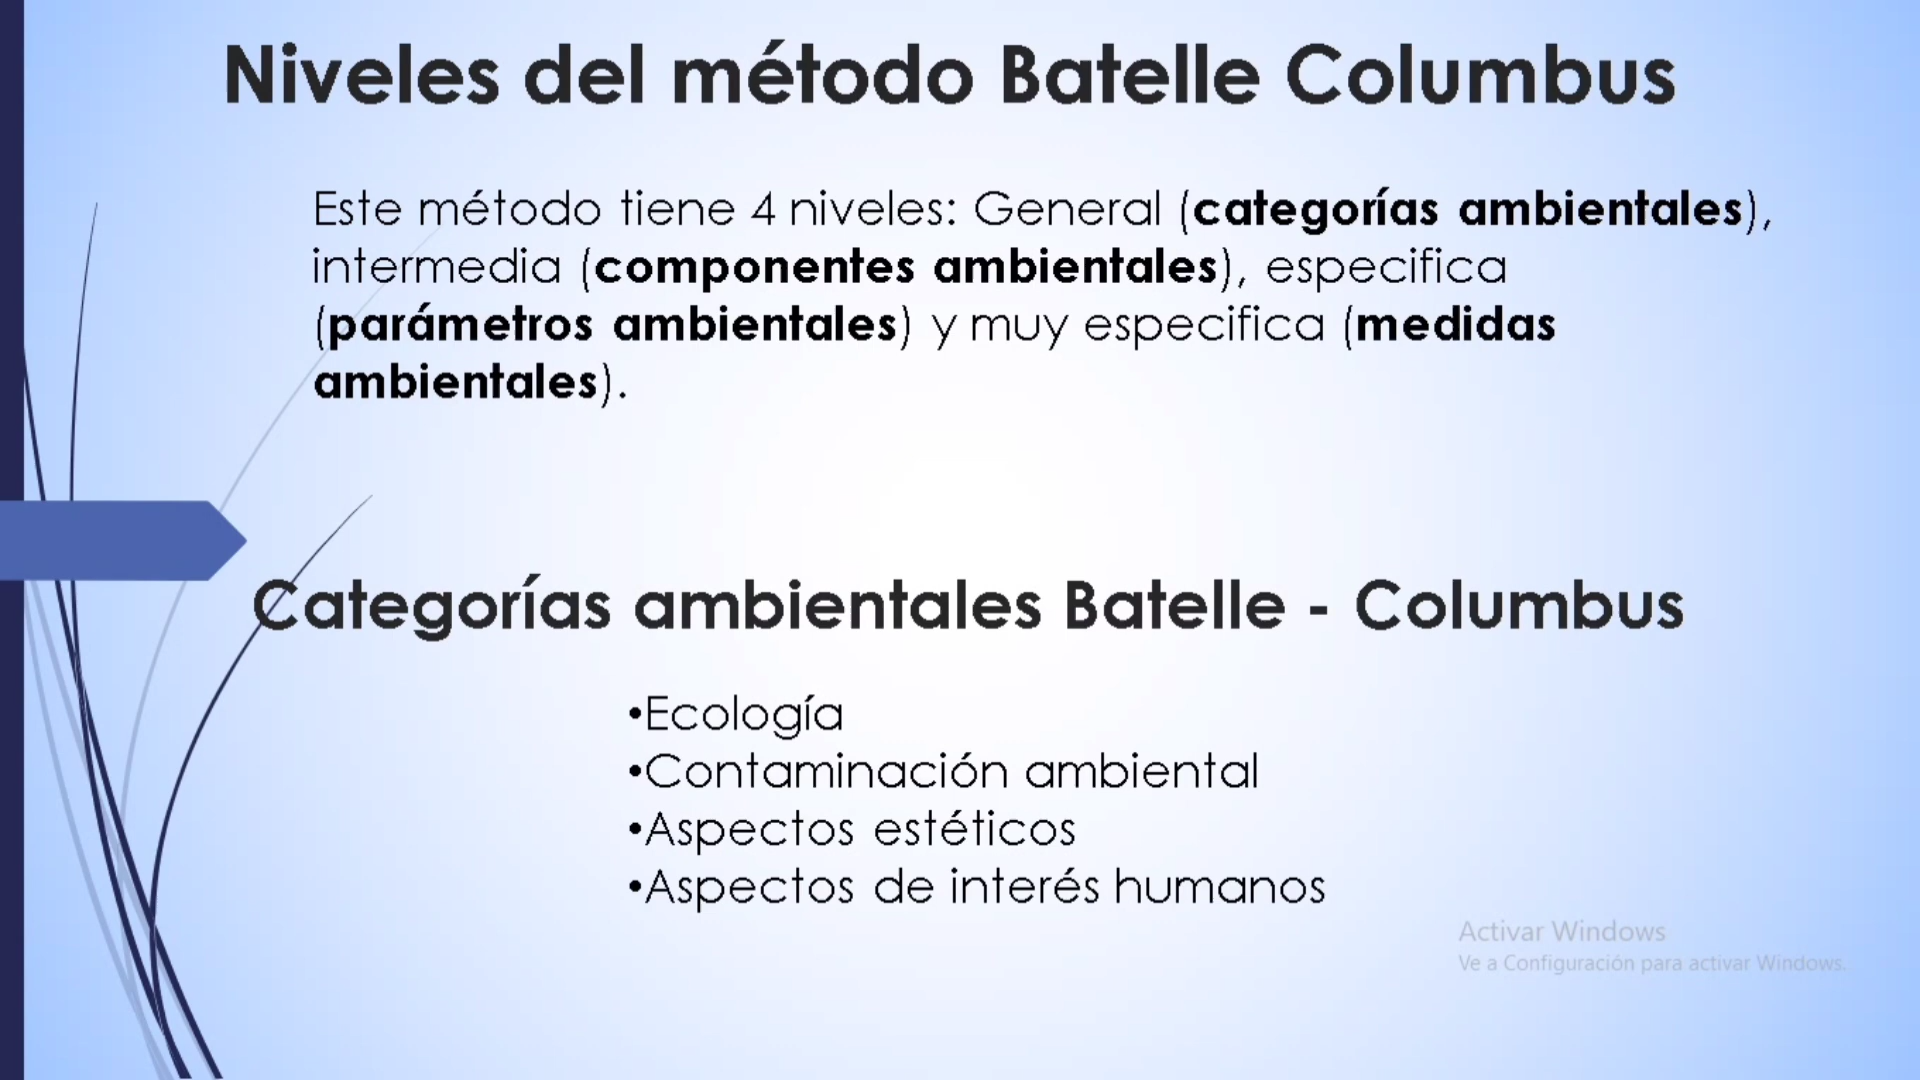 Niveles del método Batelle Columbus
Este método tiene 4 niveles: General (categorías ambientales),
intermedia (componentes ambientales), especifica
(parámetros ambientales) y muy especifica (medidas
ambientales).
Categorías ambientales Batelle - Columbus
•Ecología
•Contaminación ambiental
•Aspectos estéticos
•Aspectos de interés humanos
Activar Windows
Ve a Configuración para activar Windows.